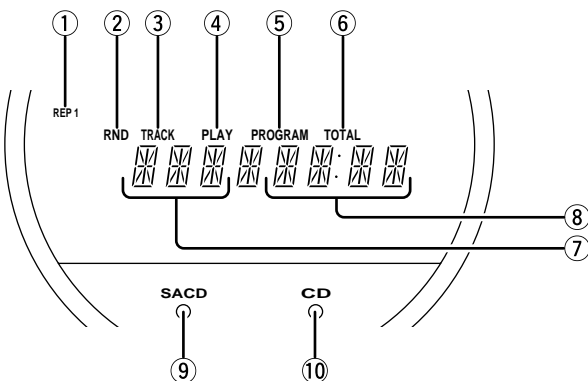 ① ② ③ ④ ⑤ ⑥
REP 1
RND TRACK PLAY PROGRAM TOTAL
⑧
⑦
SACD CD
⑨ ⑩